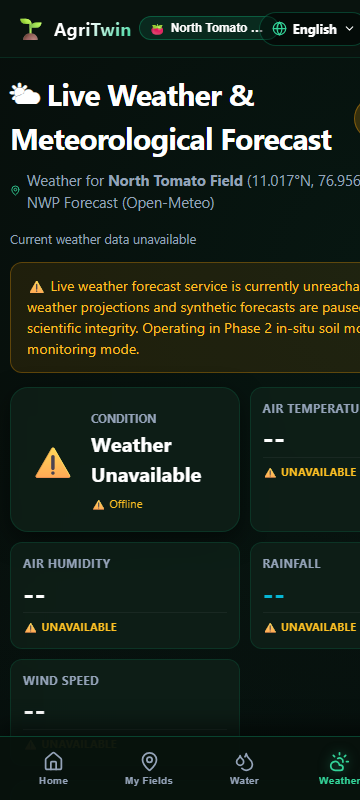 AgriTwin
North Tomato ...
English
Live Weather &
Meteorological Forecast
Weather for North Tomato Field (11.017°N, 76.956
NWP Forecast (Open-Meteo)
Current weather data unavailable
Live weather forecast service is currently unreacha
weather projections and synthetic forecasts are pause
scientific integrity. Operating in Phase 2 in-situ soil mo
monitoring mode.
CONDITION
Weather
Unavailable
Offline
AIR TEMPERATU
--
UNAVAILABLE
AIR HUMIDITY
--
UNAVAILABLE
RAINFALL
--
UNAVAILABLE
WIND SPEED
--
UNAVAILABLE
Home
My Fields
Water
Weather